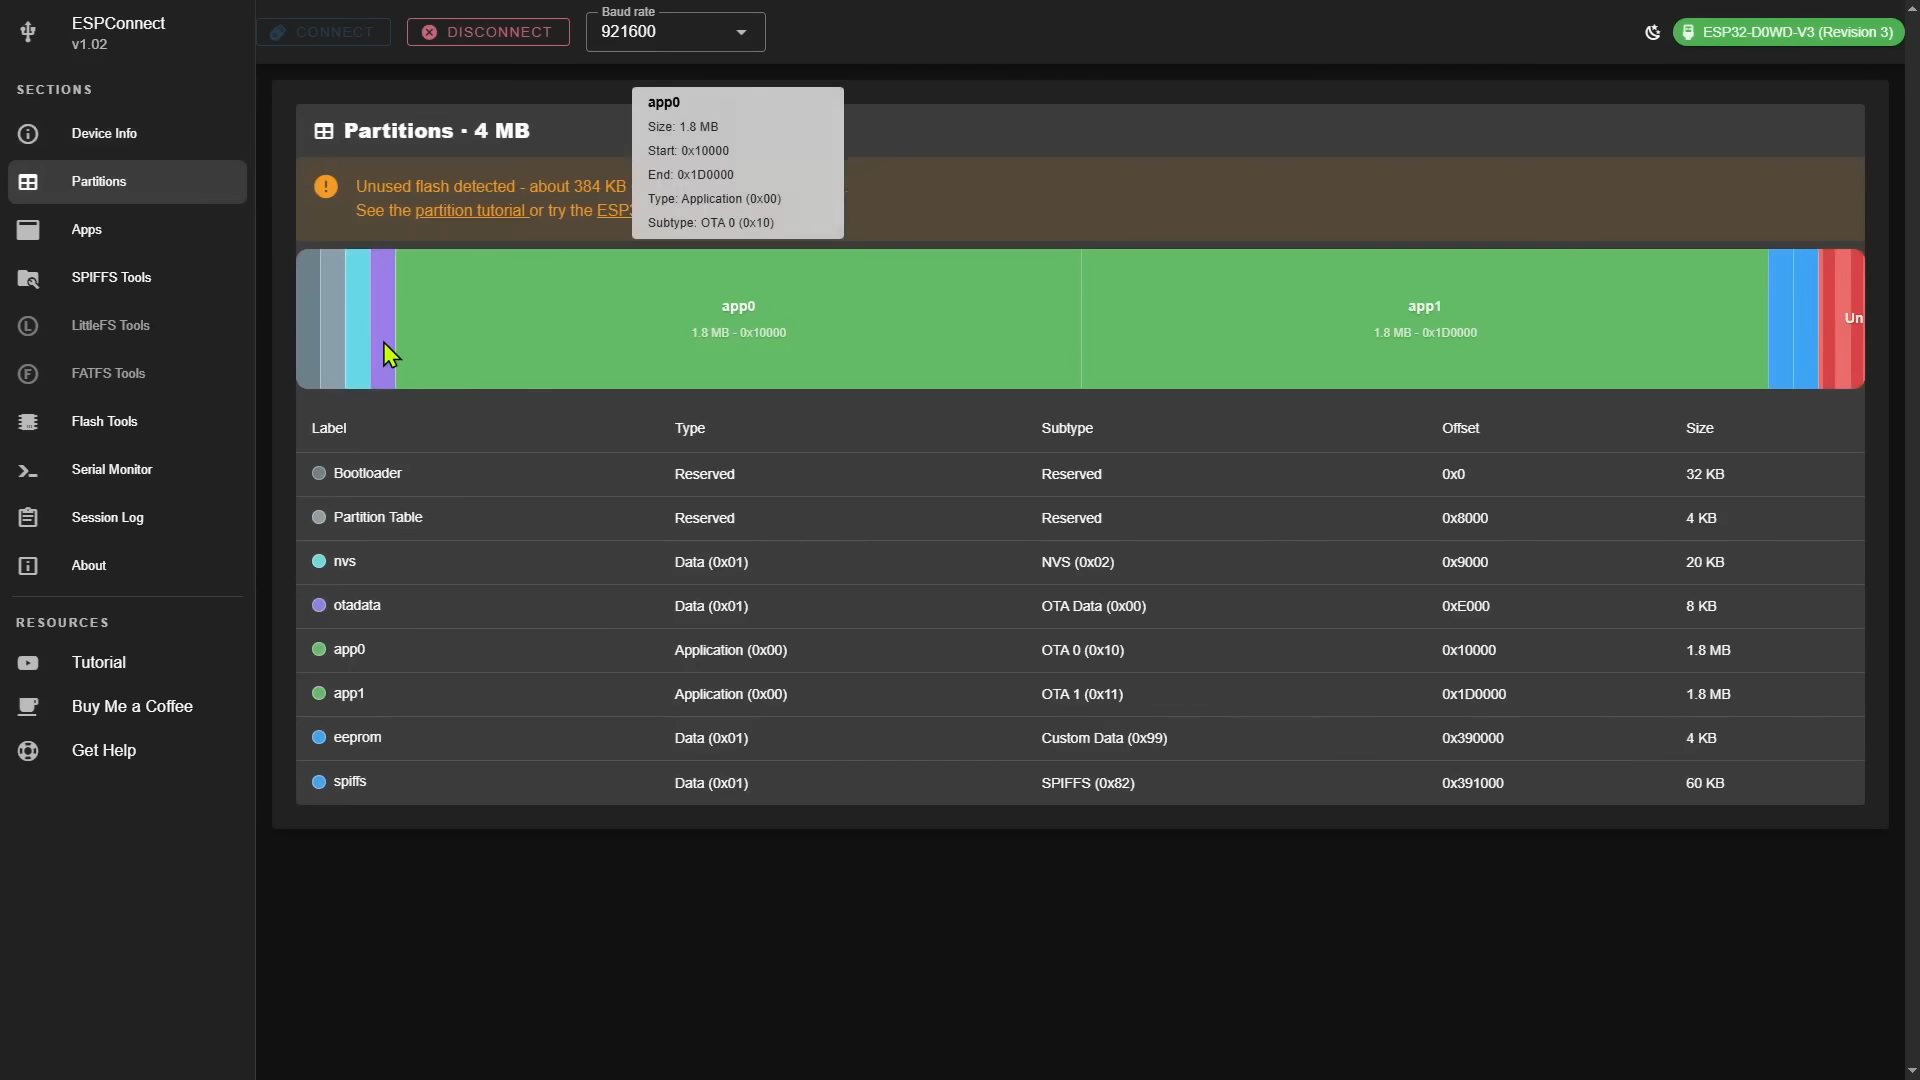 ESPConnect
v1.02
CONNECT
DISCONNECT
Baud rate
921600
ESP32-D0WD-V3 (Revision 3)
SECTIONS
Device Info
Partitions
Apps
SPIFFS Tools
LittleFS Tools
FATFS Tools
Flash Tools
Serial Monitor
Session Log
About
RESOURCES
Tutorial
Buy Me a Coffee
Get Help
Partitions · 4 MB
Unused flash detected - about 384 KB
See the partition tutorial or try the
app0
Size: 1.8 MB
Start: 0x10000
End: 0x1D0000
Type: Application (0x00)
Subtype: OTA 0 (0x10)
app0
1.8 MB - 0x10000
app1
1.8 MB - 0x1D0000
Un
Label Type Subtype Offset Size
Bootloader Reserved Reserved 0x0 32 KB
Partition Table Reserved Reserved 0x8000 4 KB
nvs Data (0x01) NVS (0x02) 0x9000 20 KB
otadata Data (0x01) OTA Data (0x00) 0xE000 8 KB
app0 Application (0x00) OTA 0 (0x10) 0x10000 1.8 MB
app1 Application (0x00) OTA 1 (0x11) 0x1D0000 1.8 MB
eeprom Data (0x01) Custom Data (0x99) 0x390000 4 KB
spiffs Data (0x01) SPIFFS (0x82) 0x391000 60 KB